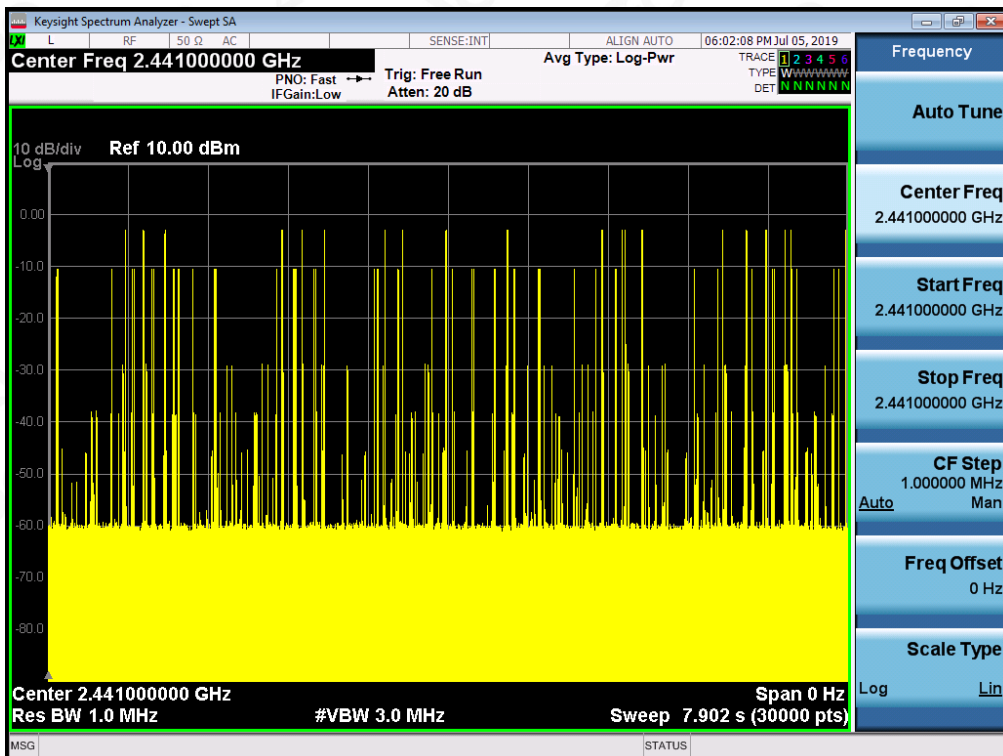 Keysight Spectrum Analyzer - Swept SA
LXI L RF 50 Ω AC SENSE:INT ALIGN AUTO 06:02:08 PM Jul 05, 2019
Center Freq 2.441000000 GHz
PNO: Fast
IFGain:Low
Trig: Free Run
Atten: 20 dB
Avg Type: Log-Pwr
TRACE 1 2 3 4 5 6
TYPE WWWWWW
DET N N N N N N
10 dB/div Ref 10.00 dBm
Log
0.00
-10.0
-20.0
-30.0
-40.0
-50.0
-60.0
-70.0
-80.0
Center 2.441000000 GHz Span 0 Hz
Res BW 1.0 MHz #VBW 3.0 MHz Sweep 7.902 s (30000 pts)
MSG STATUS
Frequency
Auto Tune
Center Freq
2.441000000 GHz
Start Freq
2.441000000 GHz
Stop Freq
2.441000000 GHz
CF Step
1.000000 MHz
Auto Man
Freq Offset
0 Hz
Scale Type
Log Lin